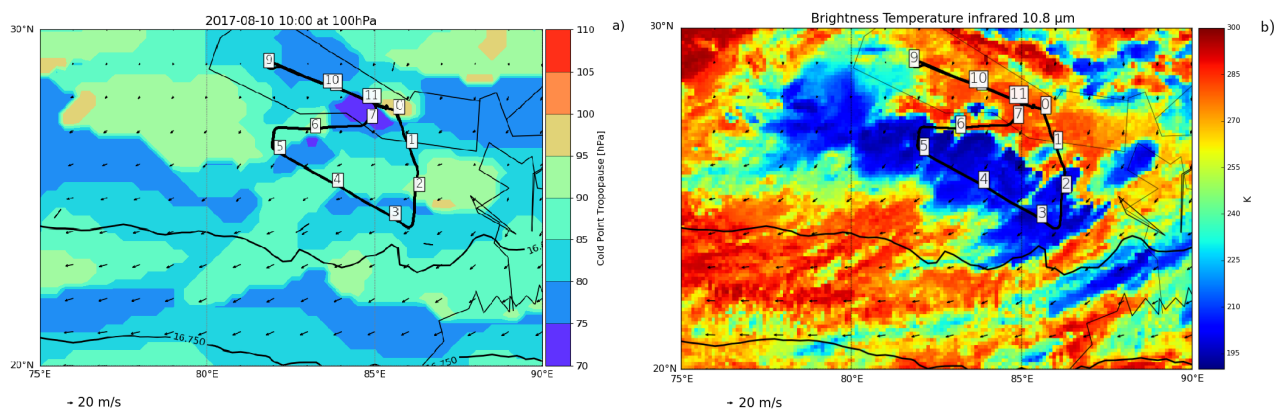 2017-08-10 10:00 at 100hPa
a)
30°N
20°N
75°E
80°E
85°E
90°E
9
10
11
0
7
6
1
5
4
2
3
16.750
110
105
100
95
90
85
80
75
70
Cold Point Tropopause [hPa]
20 m/s
Brightness Temperature infrared 10.8 μm
b)
30°N
20°N
75°E
80°E
85°E
90°E
9
10
11
0
7
6
1
5
4
2
3
300
285
270
255
240
225
210
195
K
20 m/s